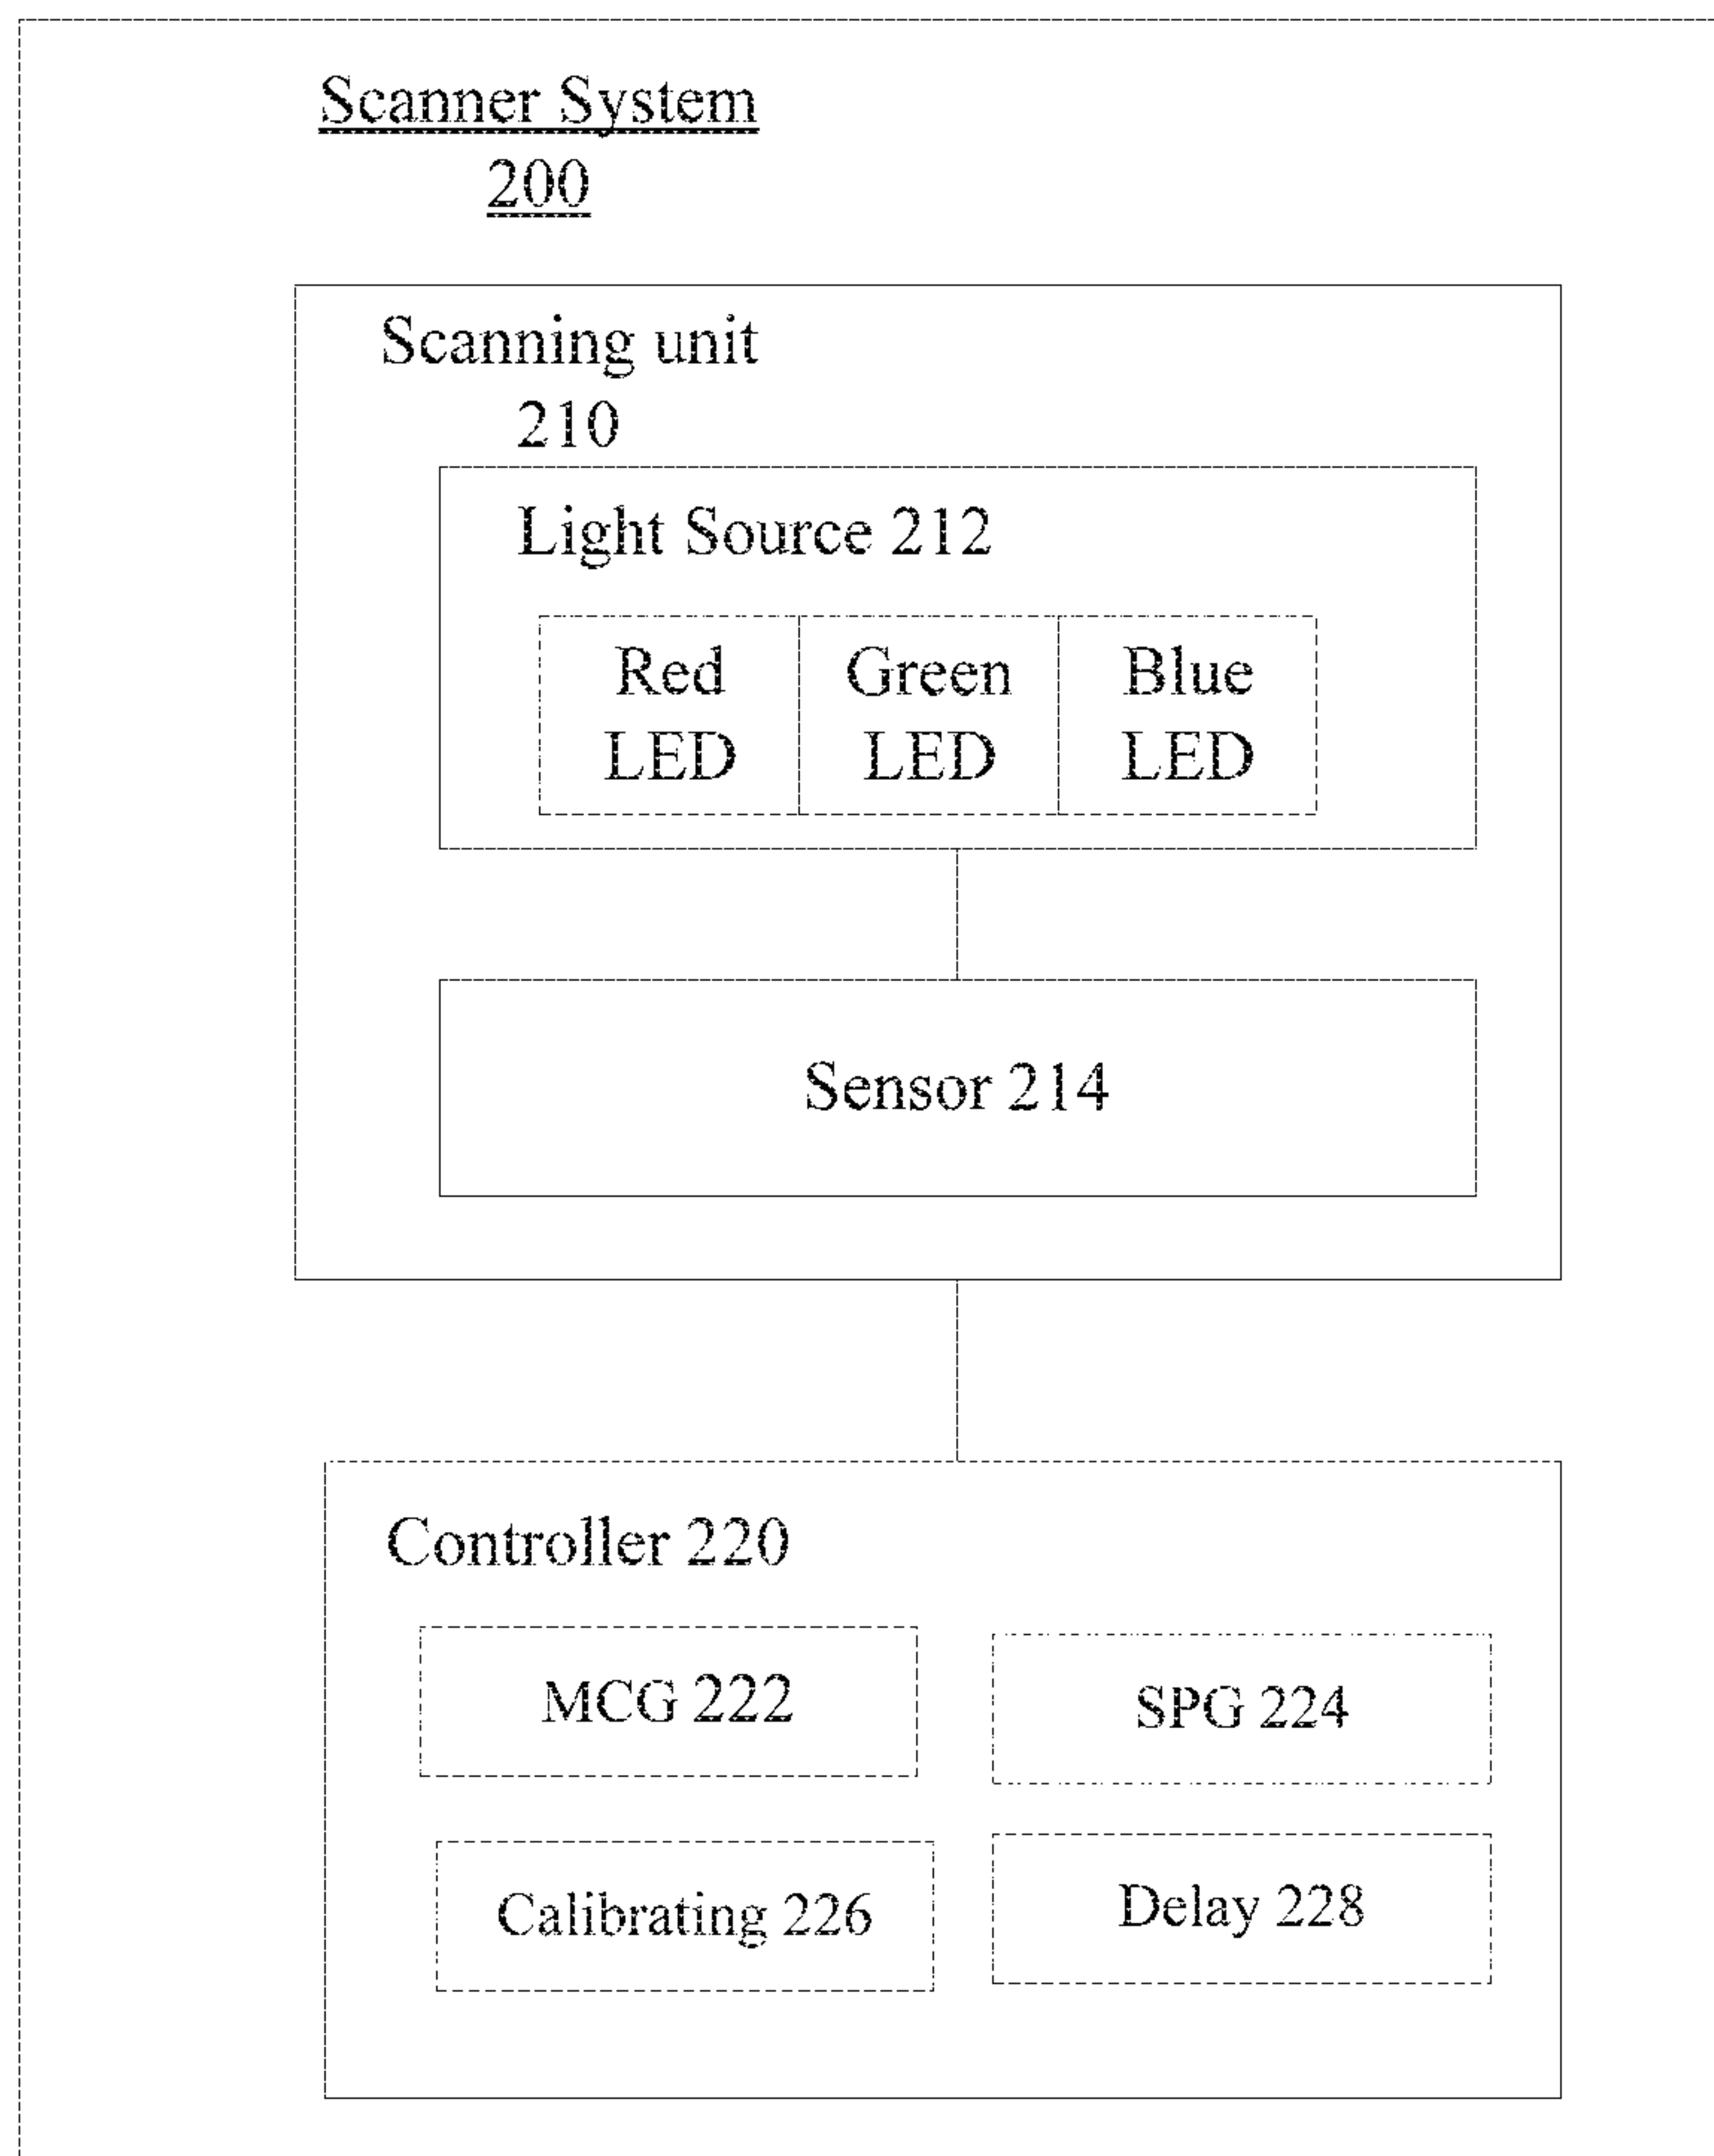 Scanner System
200
Scanning unit
210
Light Source 212
Red Green Blue
LED LED LED
Sensor 214
Controller 220
MCG 222 SPG 224
Calibrating 226 Delay 228